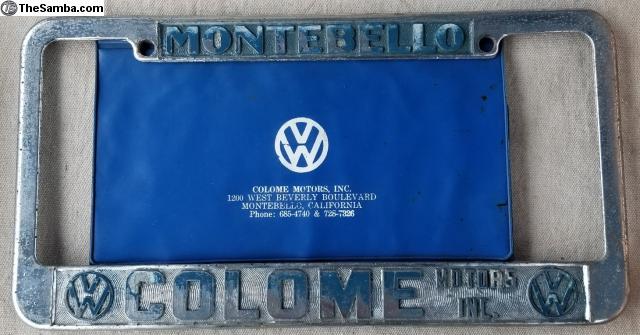 TheSamba.com
MONTEBELLO
VW
COLOME MOTORS, INC.
1200 WEST BEVERLY BOULEVARD
MONTEBELLO, CALIFORNIA
Phone: 685-4740 & 728-7326
VW COLOME MOTORS INC. VW